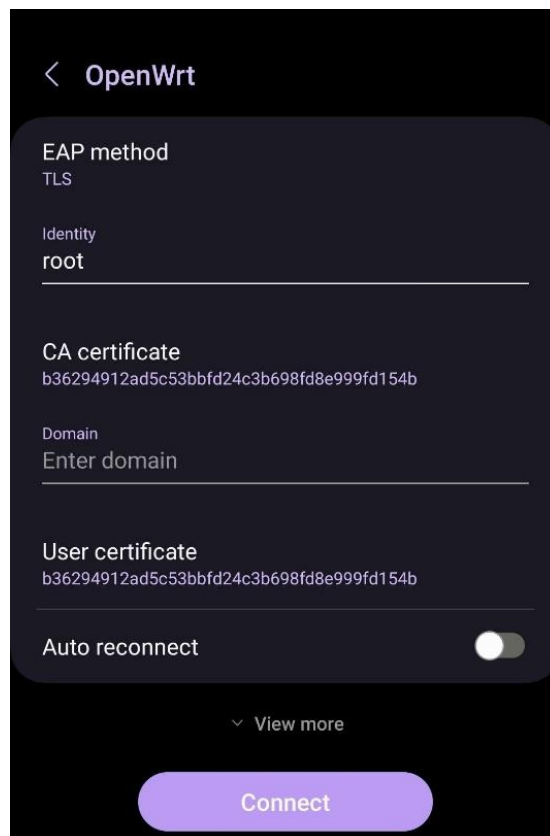 OpenWrt
EAP method
TLS
Identity
root
CA certificate
b36294912ad5c53bbfd24c3b698fd8e999fd154b
Domain
Enter domain
User certificate
b36294912ad5c53bbfd24c3b698fd8e999fd154b
Auto reconnect
View more
Connect